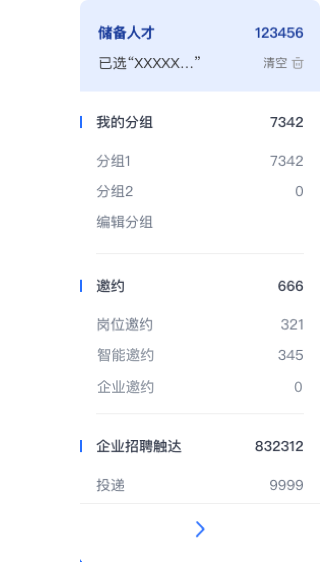 储备人才 123456
已选“XXXXX...” 清空
我的分组 7342
分组1 7342
分组2 0
编辑分组
邀约 666
岗位邀约 321
智能邀约 345
企业邀约 0
企业招聘触达 832312
投递 9999